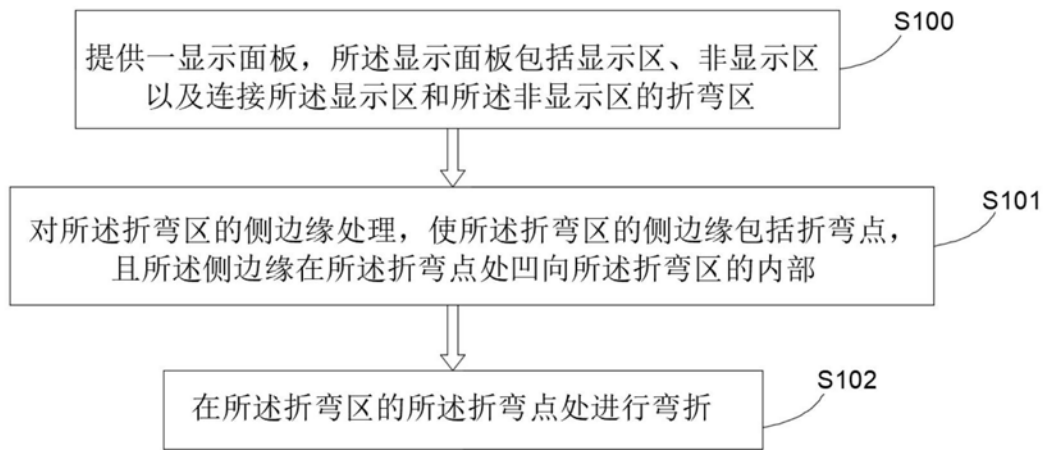 S100
提供一显示面板，所述显示面板包括显示区、非显示区
以及连接所述显示区和所述非显示区的折弯区
S101
对所述折弯区的侧边缘处理，使所述折弯区的侧边缘包括折弯点，
且所述侧边缘在所述折弯点处凹向所述折弯区的内部
S102
在所述折弯区的所述折弯点处进行弯折